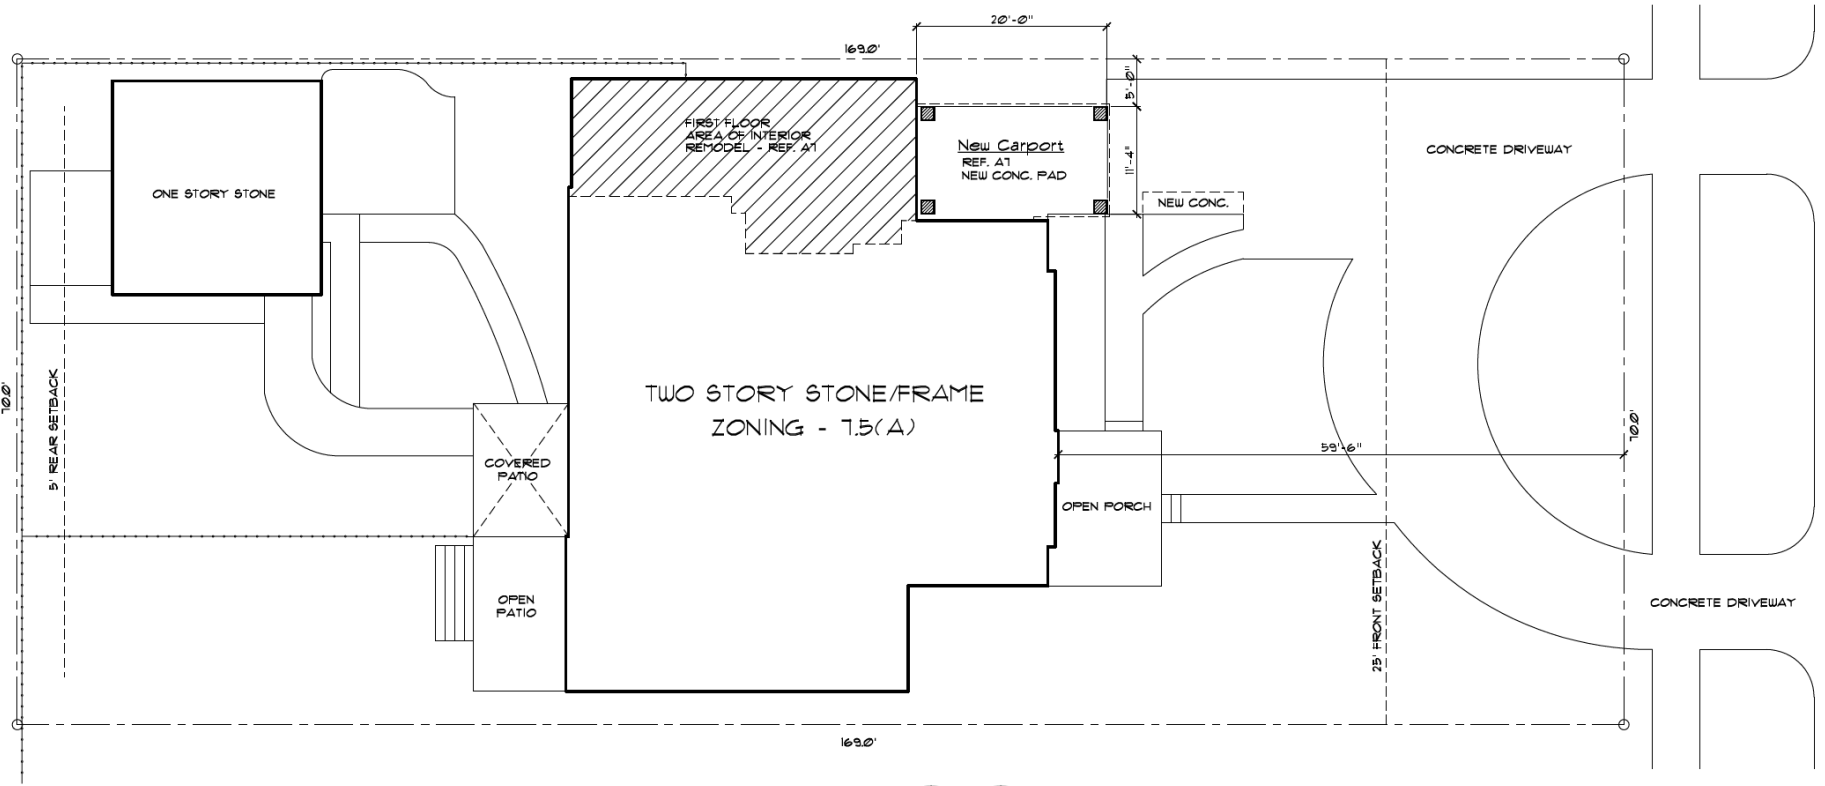 20'-0"
169.0'
5'-0"
FIRST FLOOR
AREA OF INTERIOR
REMODEL - REF. A7
New Carport
REF. A7
NEW CONC. PAD
11'-4"
CONCRETE DRIVEWAY
ONE STORY STONE
NEW CONC.
TWO STORY STONE/FRAME
ZONING - 7.5(A)
70.0'
5' REAR SETBACK
COVERED
PATIO
59'-6"
70.0'
OPEN PORCH
OPEN
PATIO
25' FRONT SETBACK
CONCRETE DRIVEWAY
169.0'